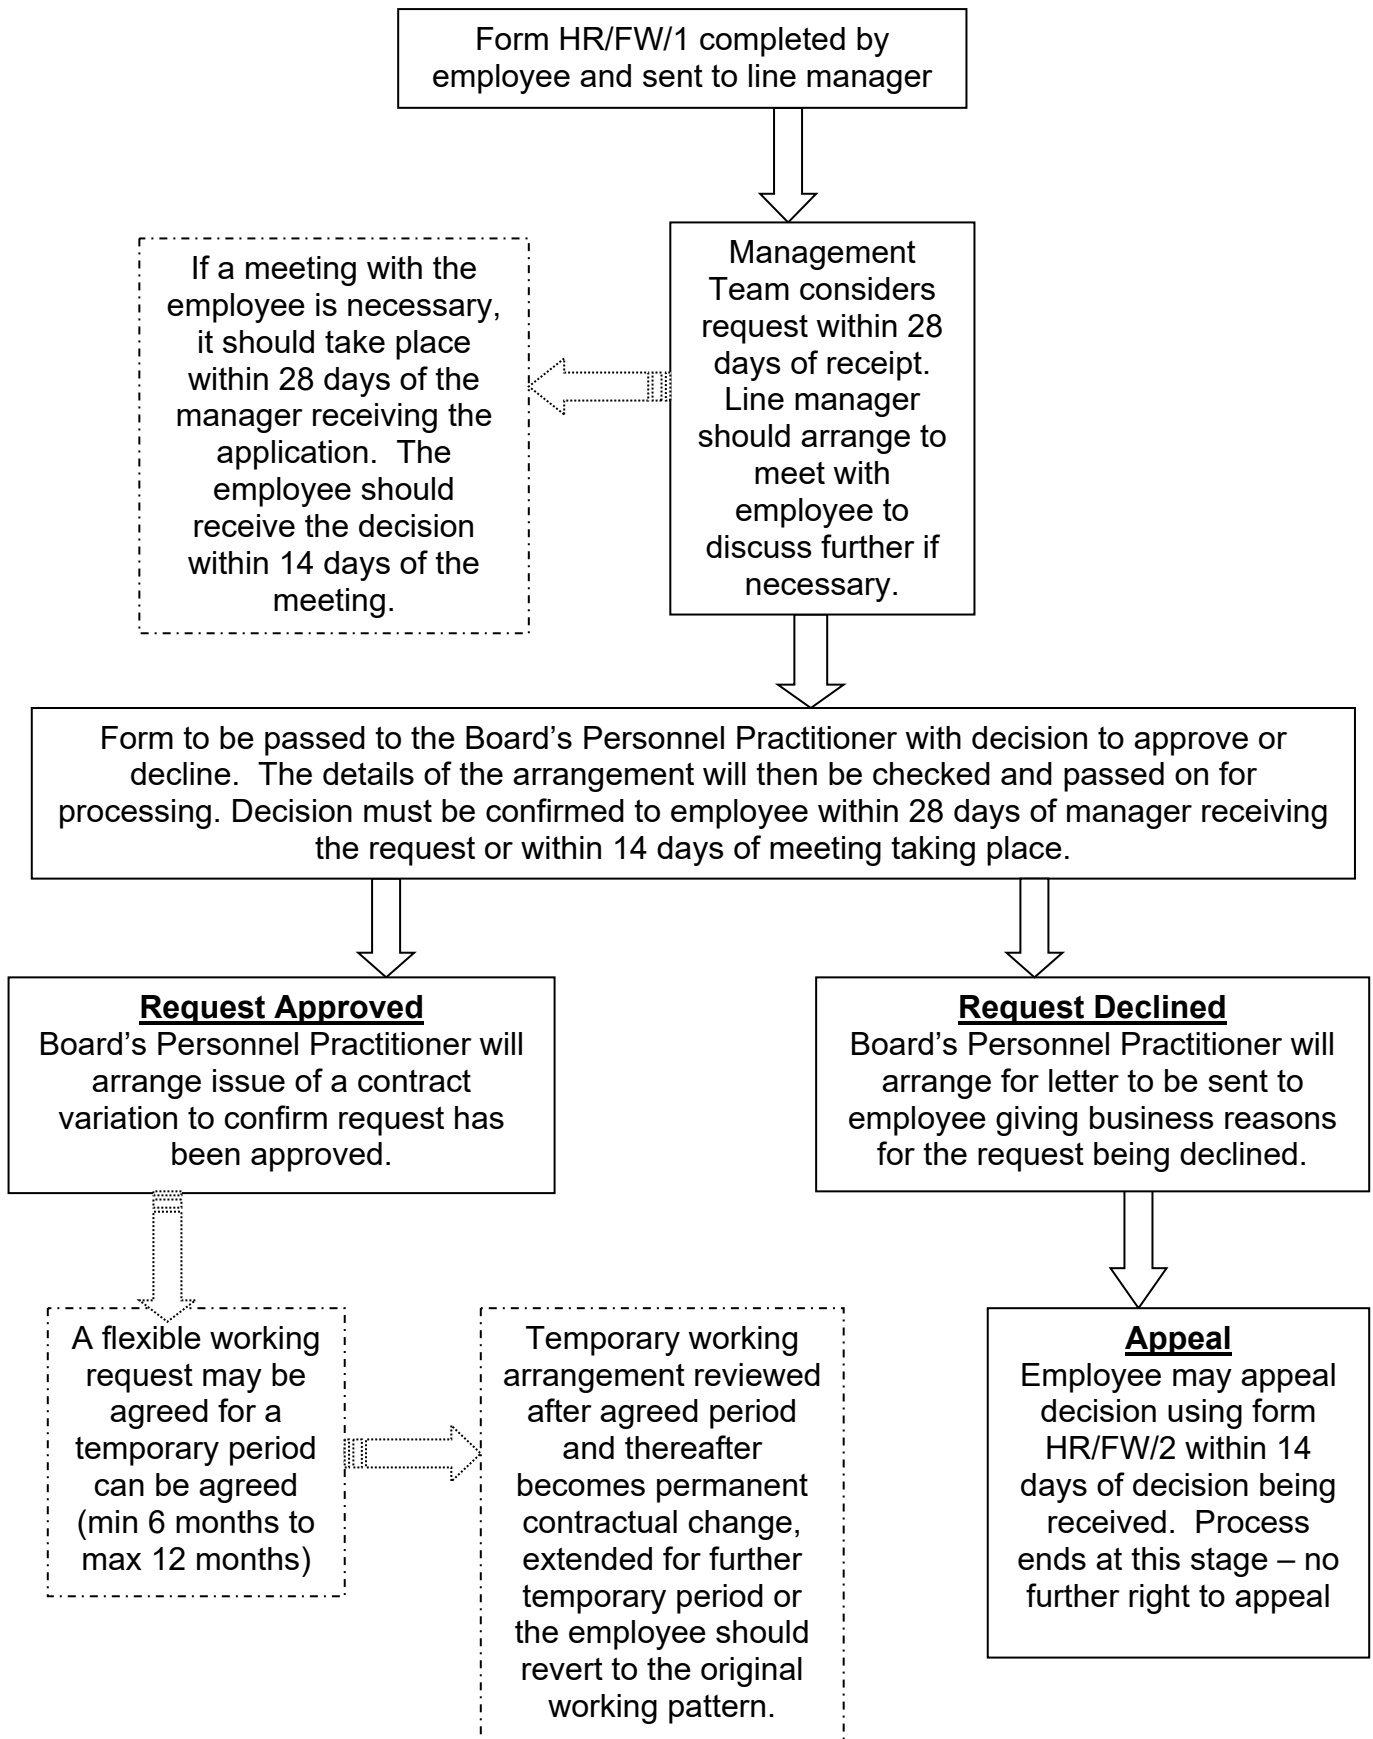 Form HR/FW/1 completed by
employee and sent to line manager
If a meeting with the
employee is necessary,
it should take place
within 28 days of the
manager receiving the
application.  The
employee should
receive the decision
within 14 days of the
meeting.
Management
Team considers
request within 28
days of receipt.
Line manager
should arrange to
meet with
employee to
discuss further if
necessary.
Form to be passed to the Board’s Personnel Practitioner with decision to approve or
decline.  The details of the arrangement will then be checked and passed on for
processing. Decision must be confirmed to employee within 28 days of manager receiving
the request or within 14 days of meeting taking place.
Request Approved
Board’s Personnel Practitioner will
arrange issue of a contract
variation to confirm request has
been approved.
Request Declined
Board’s Personnel Practitioner will
arrange for letter to be sent to
employee giving business reasons
for the request being declined.
A flexible working
request may be
agreed for a
temporary period
can be agreed
(min 6 months to
max 12 months)
Temporary working
arrangement reviewed
after agreed period
and thereafter
becomes permanent
contractual change,
extended for further
temporary period or
the employee should
revert to the original
working pattern.
Appeal
Employee may appeal
decision using form
HR/FW/2 within 14
days of decision being
received.  Process
ends at this stage – no
further right to appeal